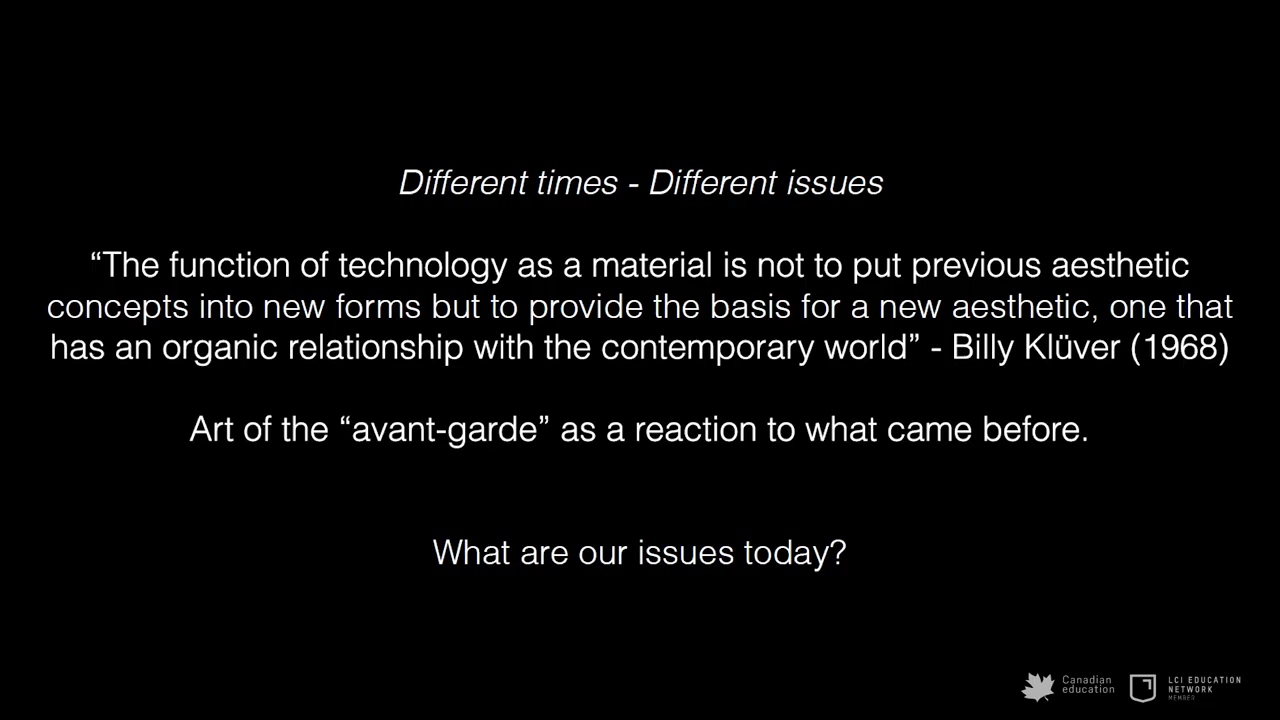 Different times - Different issues
“The function of technology as a material is not to put previous aesthetic
concepts into new forms but to provide the basis for a new aesthetic, one that
has an organic relationship with the contemporary world” - Billy Klüver (1968)
Art of the “avant-garde” as a reaction to what came before.
What are our issues today?
Canadian
education
LCI EDUCATION
NETWORK
MEMBER